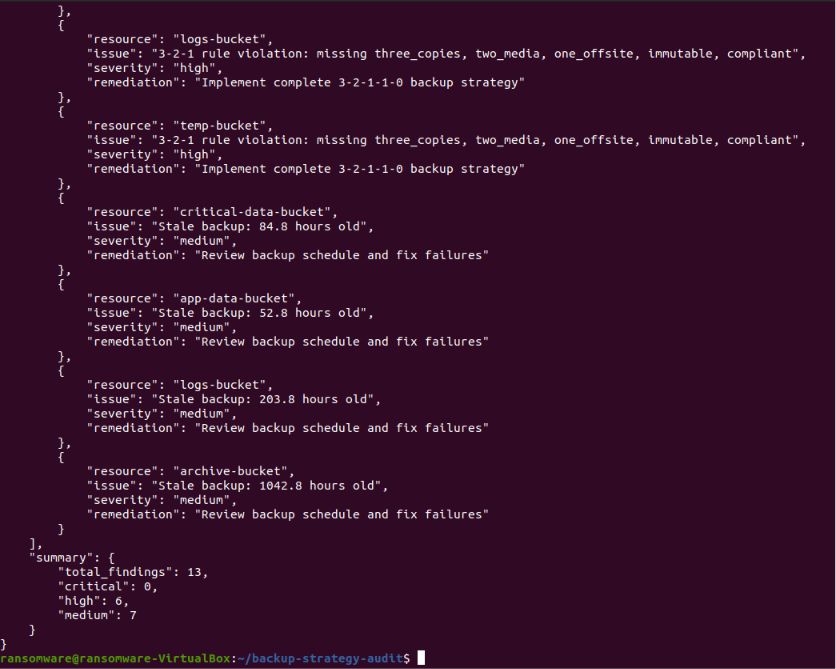 },
{
"resource": "logs-bucket",
"issue": "3-2-1 rule violation: missing three_copies, two_media, one_offsite, immutable, compliant",
"severity": "high",
"remediation": "Implement complete 3-2-1-1-0 backup strategy"
},
{
"resource": "temp-bucket",
"issue": "3-2-1 rule violation: missing three_copies, two_media, one_offsite, immutable, compliant",
"severity": "high",
"remediation": "Implement complete 3-2-1-1-0 backup strategy"
},
{
"resource": "critical-data-bucket",
"issue": "Stale backup: 84.8 hours old",
"severity": "medium",
"remediation": "Review backup schedule and fix failures"
},
{
"resource": "app-data-bucket",
"issue": "Stale backup: 52.8 hours old",
"severity": "medium",
"remediation": "Review backup schedule and fix failures"
},
{
"resource": "logs-bucket",
"issue": "Stale backup: 203.8 hours old",
"severity": "medium",
"remediation": "Review backup schedule and fix failures"
},
{
"resource": "archive-bucket",
"issue": "Stale backup: 1042.8 hours old",
"severity": "medium",
"remediation": "Review backup schedule and fix failures"
}
],
"summary": {
"total_findings": 13,
"critical": 0,
"high": 6,
"medium": 7
}
}
ransomware@ransomware-VirtualBox:~/backup-strategy-audit$